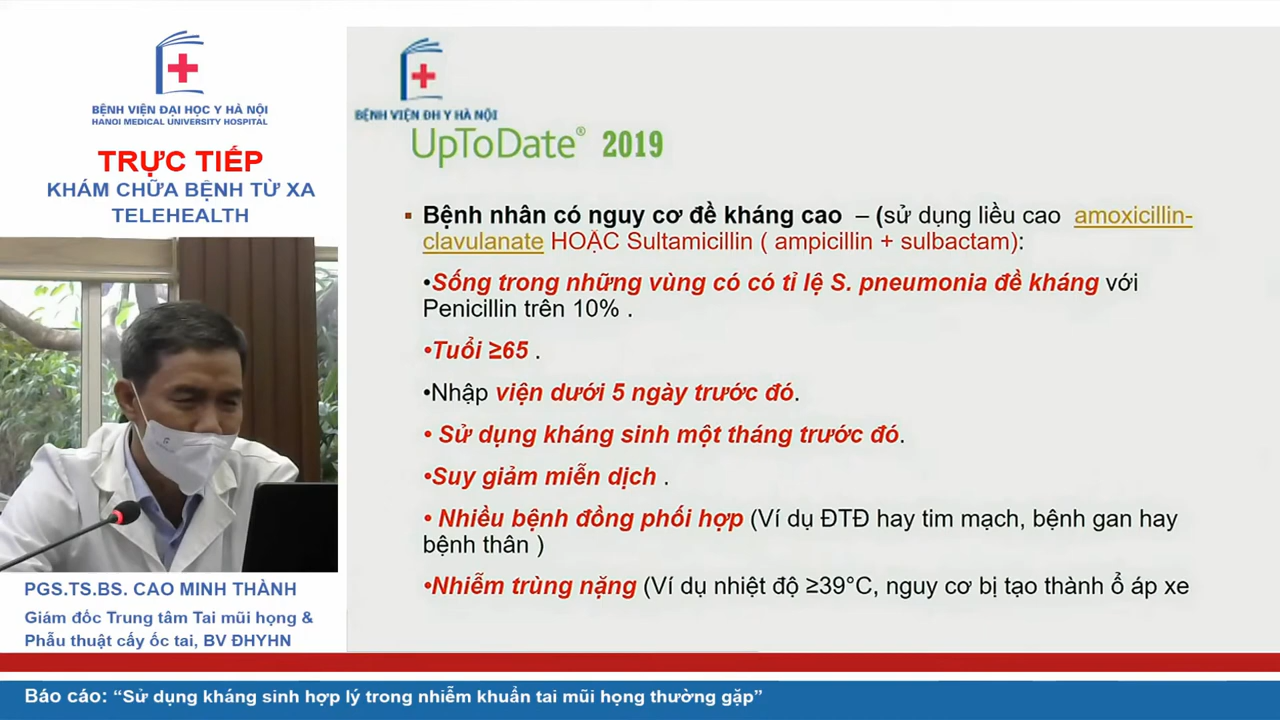 BỆNH VIỆN ĐẠI HỌC Y HÀ NỘI
HANOI MEDICAL UNIVERSITY HOSPITAL
TRỰC TIẾP
KHÁM CHỮA BỆNH TỪ XA
TELEHEALTH
PGS.TS.BS. CAO MINH THÀNH
Giám đốc Trung tâm Tai mũi họng &
Phẫu thuật cấy ốc tai, BV ĐHYHN
BỆNH VIỆN ĐH Y HÀ NỘI
UpToDate® 2019
▪ Bệnh nhân có nguy cơ đề kháng cao – (sử dụng liều cao amoxicillin-
clavulanate HOẶC Sultamicillin ( ampicillin + sulbactam):
•Sống trong những vùng có có tỉ lệ S. pneumonia đề kháng với
Penicillin trên 10% .
•Tuổi ≥65 .
•Nhập viện dưới 5 ngày trước đó.
• Sử dụng kháng sinh một tháng trước đó.
•Suy giảm miễn dịch .
• Nhiều bệnh đồng phối hợp (Ví dụ ĐTĐ hay tim mạch, bệnh gan hay
bệnh thân )
•Nhiễm trùng nặng (Ví dụ nhiệt độ ≥39°C, nguy cơ bị tạo thành ổ áp xe
Báo cáo: “Sử dụng kháng sinh hợp lý trong nhiễm khuẩn tai mũi họng thường gặp”